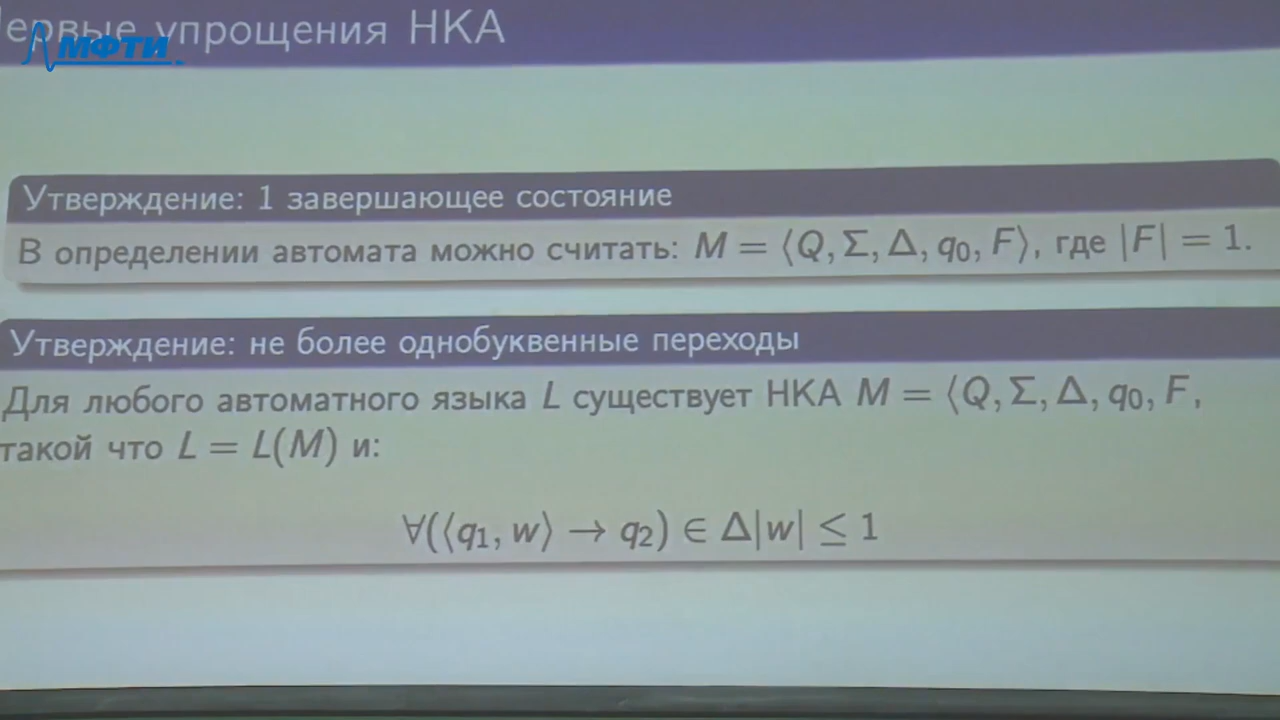 Первые упрощения НКА
МФТИ
Утверждение: 1 завершающее состояние
В определении автомата можно считать: M = ⟨Q, Σ, Δ, q₀, F⟩, где |F| = 1.
Утверждение: не более однобуквенные переходы
Для любого автоматного языка L существует НКА M = ⟨Q, Σ, Δ, q₀, F,
такой что L = L(M) и:
∀(⟨q₁, w⟩ → q₂) ∈ Δ|w| ≤ 1